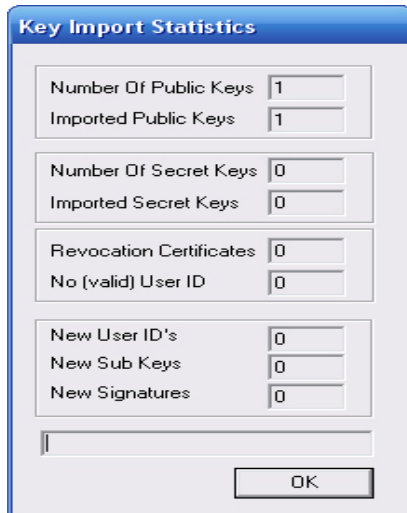 Key Import Statistics
Number Of Public Keys 1
Imported Public Keys 1
Number Of Secret Keys 0
Imported Secret Keys 0
Revocation Certificates 0
No (valid) User ID 0
New User ID's 0
New Sub Keys 0
New Signatures 0
OK